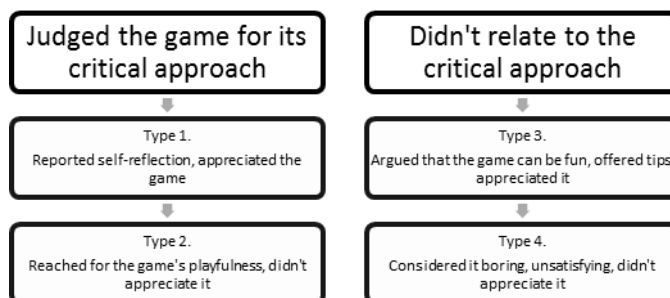 Judged the game for its
critical approach
Type 1.
Reported self-reflection, appreciated the
game
Type 2.
Reached for the game's playfulness, didn't
appreciate it
Didn't relate to the
critical approach
Type 3.
Argued that the game can be fun, offered tips
appreciated it
Type 4.
Considered it boring, unsatisfying, didn't
appreciate it